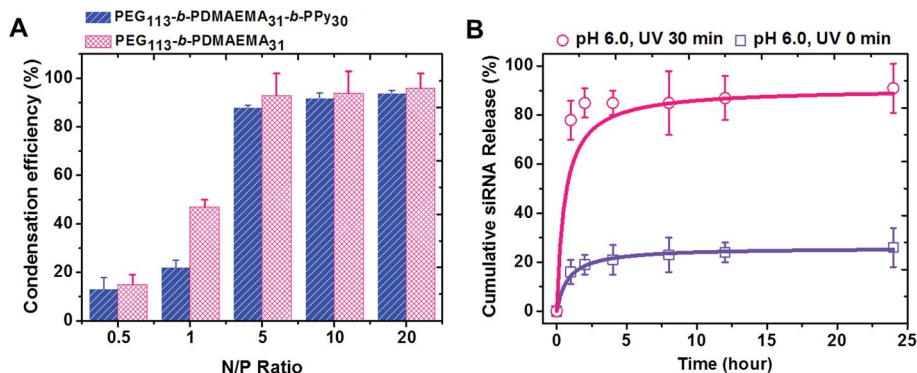 A
PEG113-b-PDMAEMA31-b-PPy30
PEG113-b-PDMAEMA31
Condensation efficiency (%)
100
80
60
40
20
0
0.5 1 5 10 20
N/P Ratio
B
pH 6.0, UV 30 min pH 6.0, UV 0 min
Cumulative siRNA Release (%)
100
80
60
40
20
0
0 5 10 15 20 25
Time (hour)